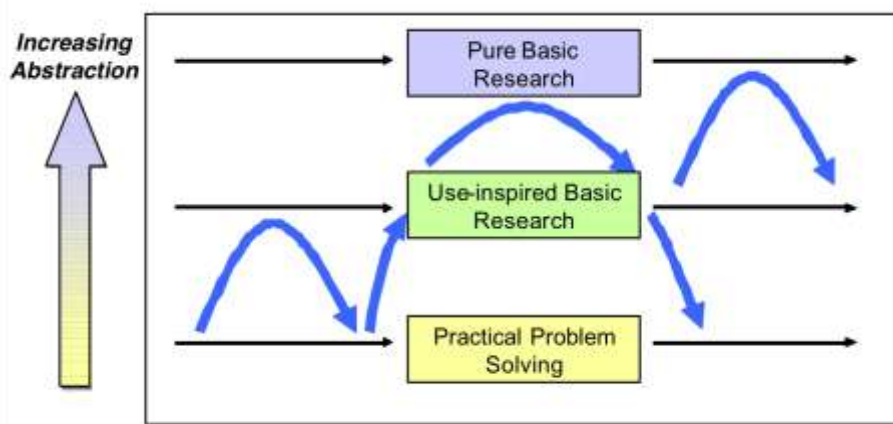 Increasing
Abstraction
Pure Basic
Research
Use-inspired Basic
Research
Practical Problem
Solving